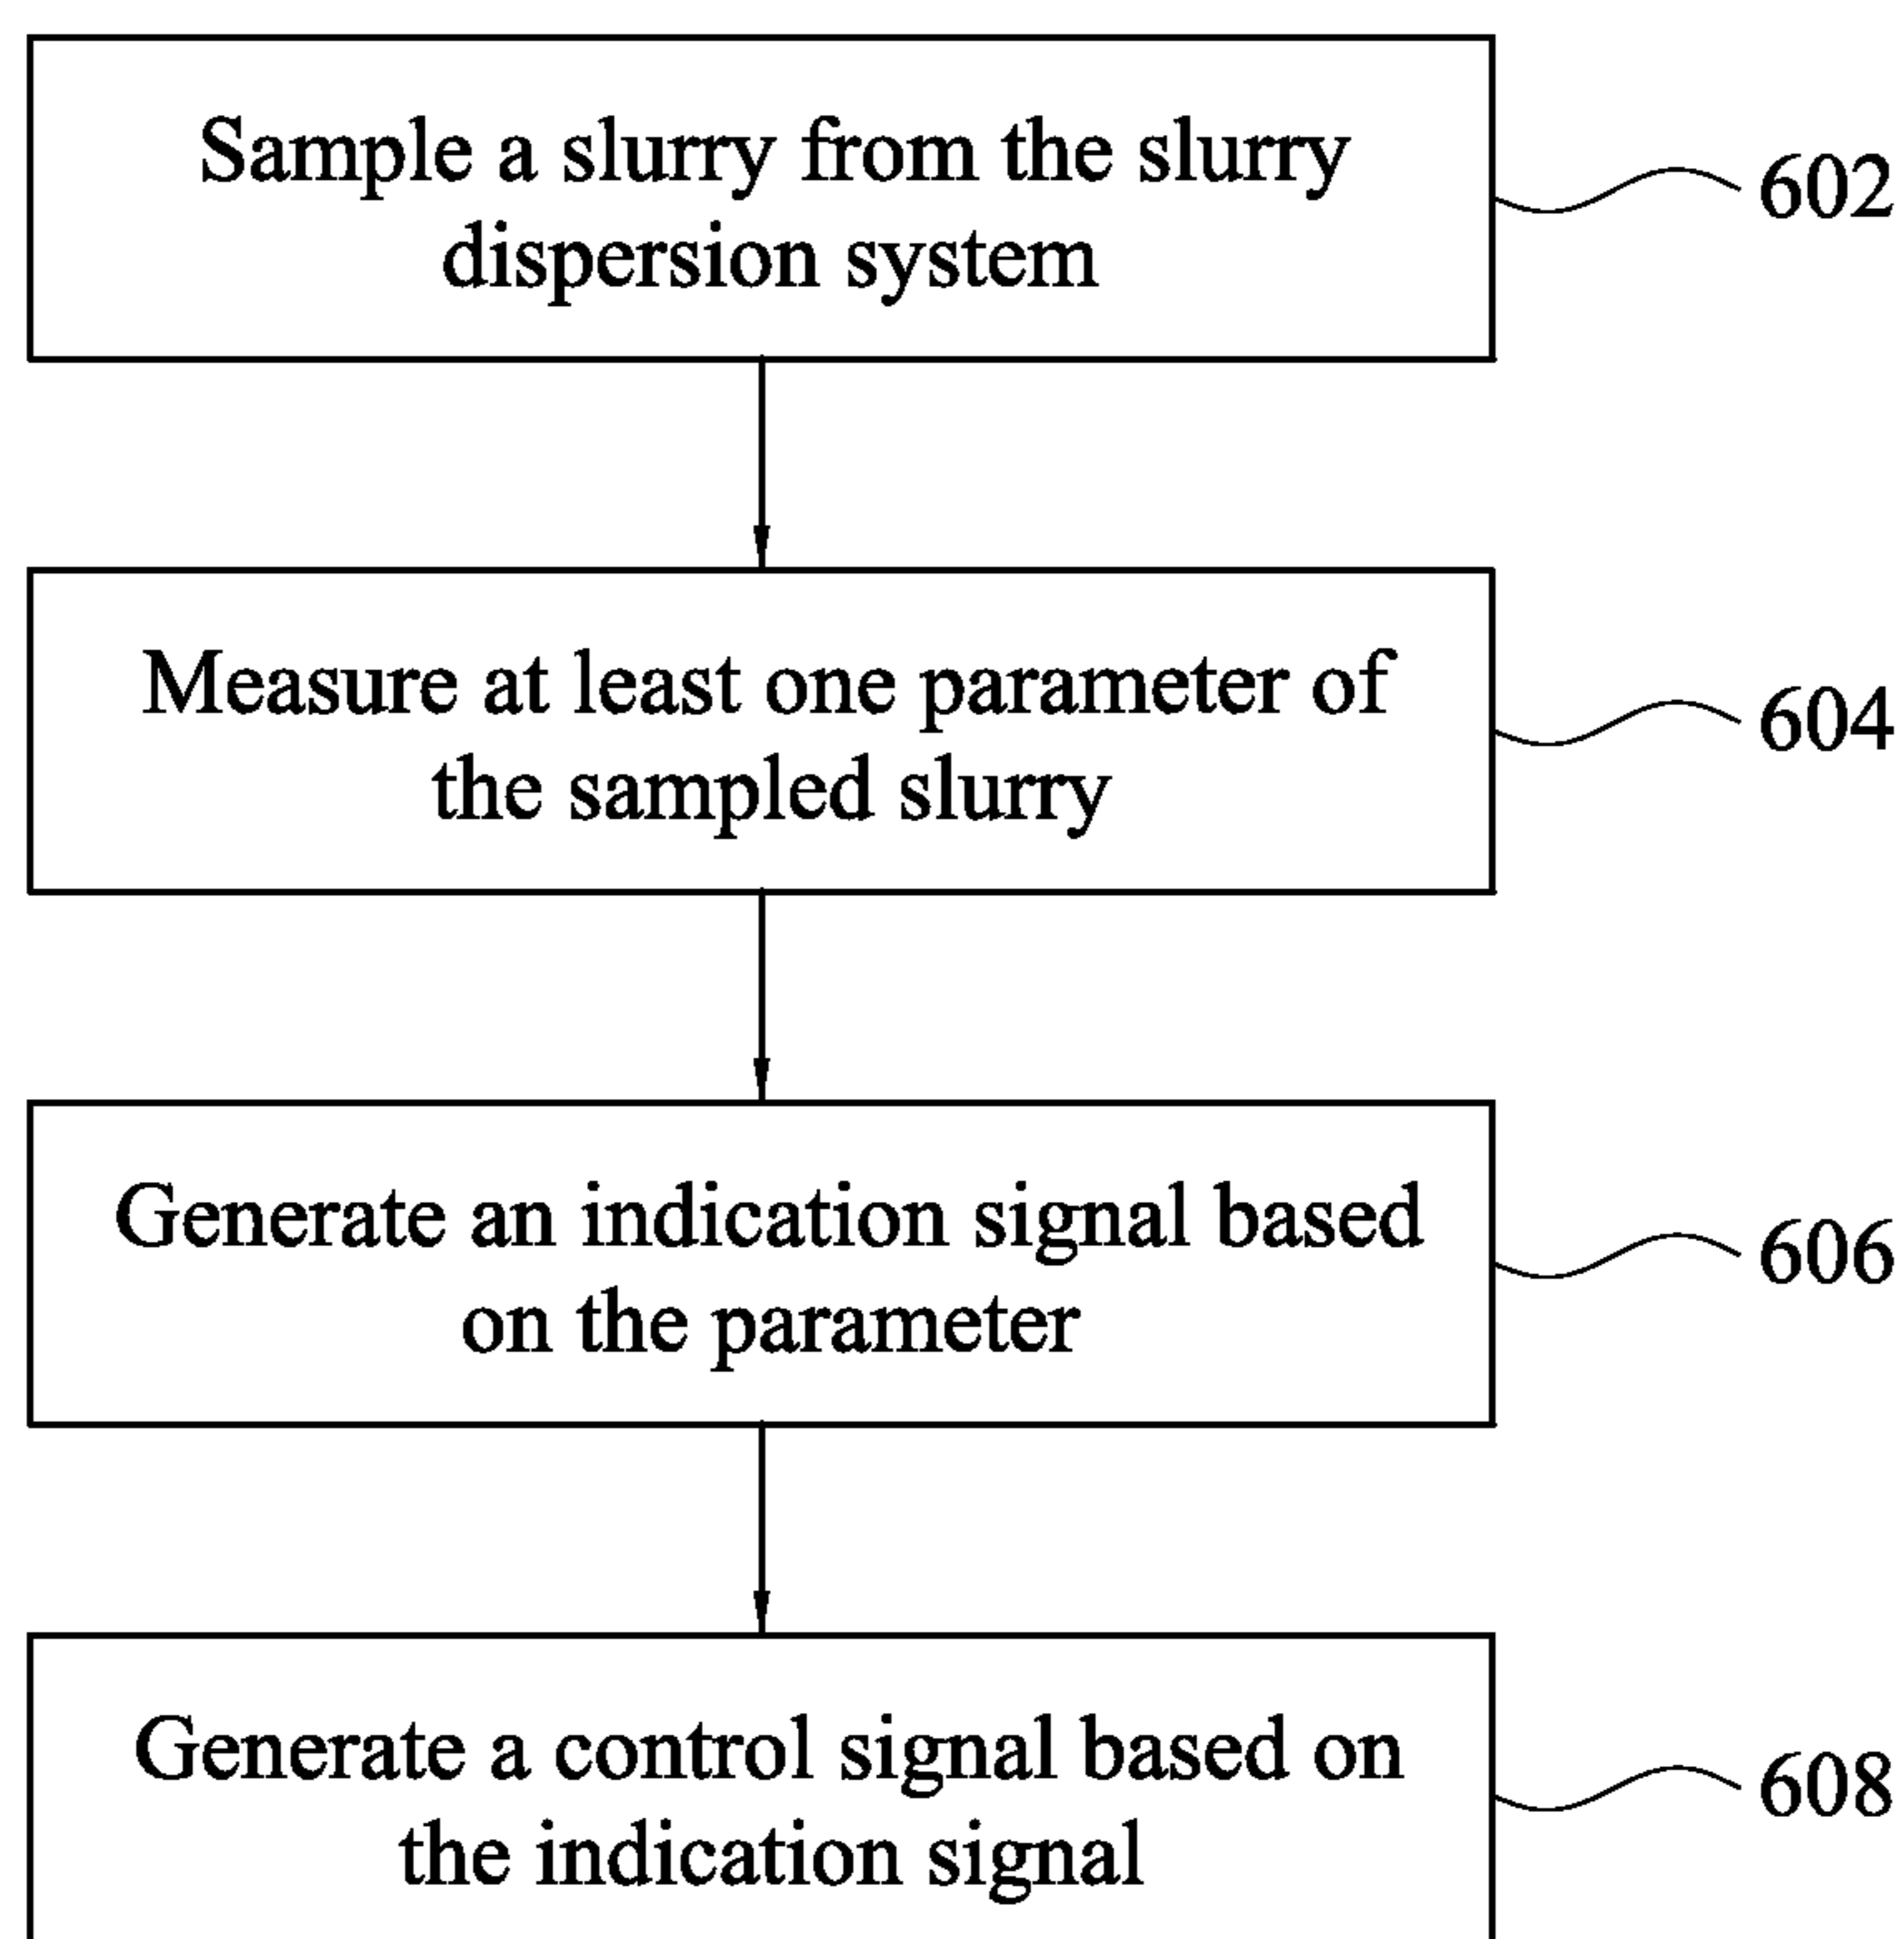 Sample a slurry from the slurry
dispersion system
602
Measure at least one parameter of
the sampled slurry
604
Generate an indication signal based
on the parameter
606
Generate a control signal based on
the indication signal
608